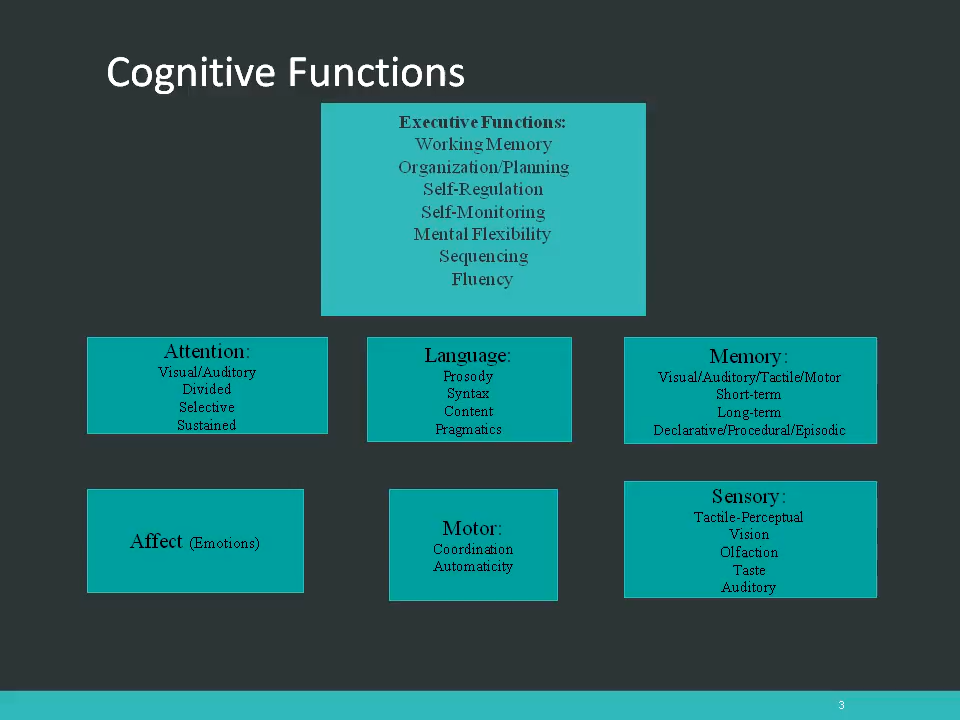 Cognitive Functions
Executive Functions:
Working Memory
Organization/Planning
Self-Regulation
Self-Monitoring
Mental Flexibility
Sequencing
Fluency
Attention:
Visual/Auditory
Divided
Selective
Sustained
Language:
Prosody
Syntax
Content
Pragmatics
Memory:
Visual/Auditory/Tactile/Motor
Short-term
Long-term
Declarative/Procedural/Episodic
Affect (Emotions)
Motor:
Coordination
Automaticity
Sensory:
Tactile-Perceptual
Vision
Olfaction
Taste
Auditory
3